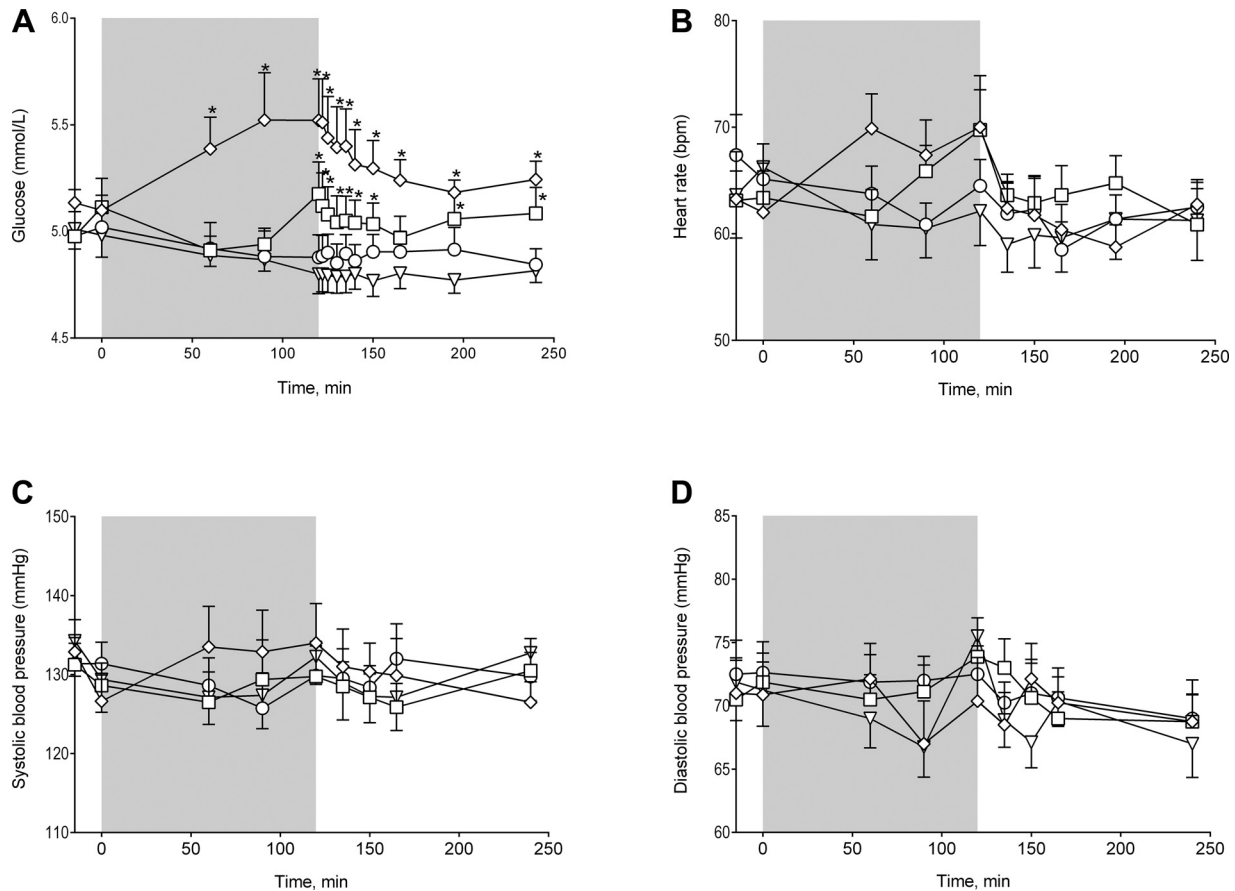 A
Glucose (mmol/L)
6.0
5.5
5.0
4.5
* * * * * * * * * * * *
* * * * * * * * *
0 50 100 150 200 250
Time, min
B
Heart rate (bpm)
80
70
60
50
0 50 100 150 200 250
Time, min
C
Systolic blood pressure (mmHg)
150
140
130
120
110
0 50 100 150 200 250
Time, min
D
Diastolic blood pressure (mmHg)
85
80
75
70
65
60
0 50 100 150 200 250
Time, min